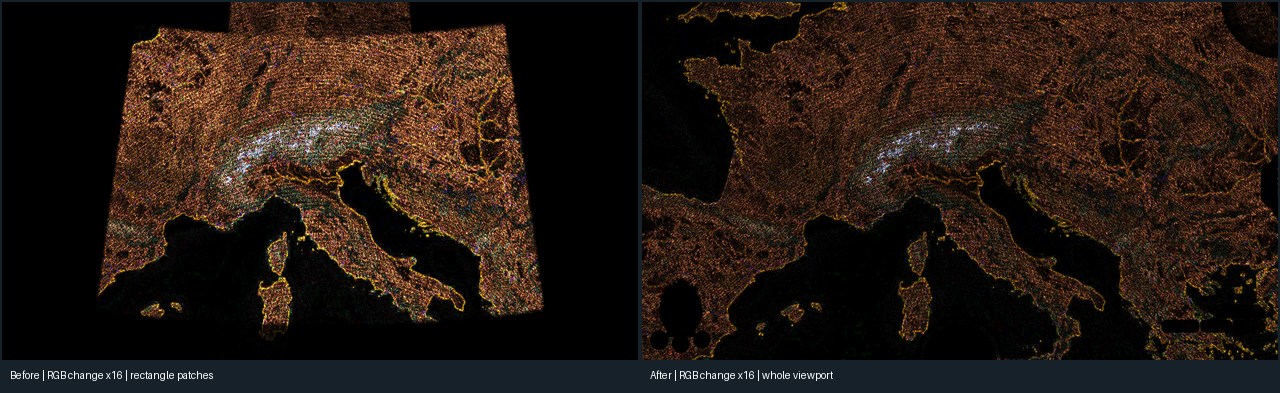 Before | RGB change x16 | rectangle patches
After | RGB change x16 | whole viewport